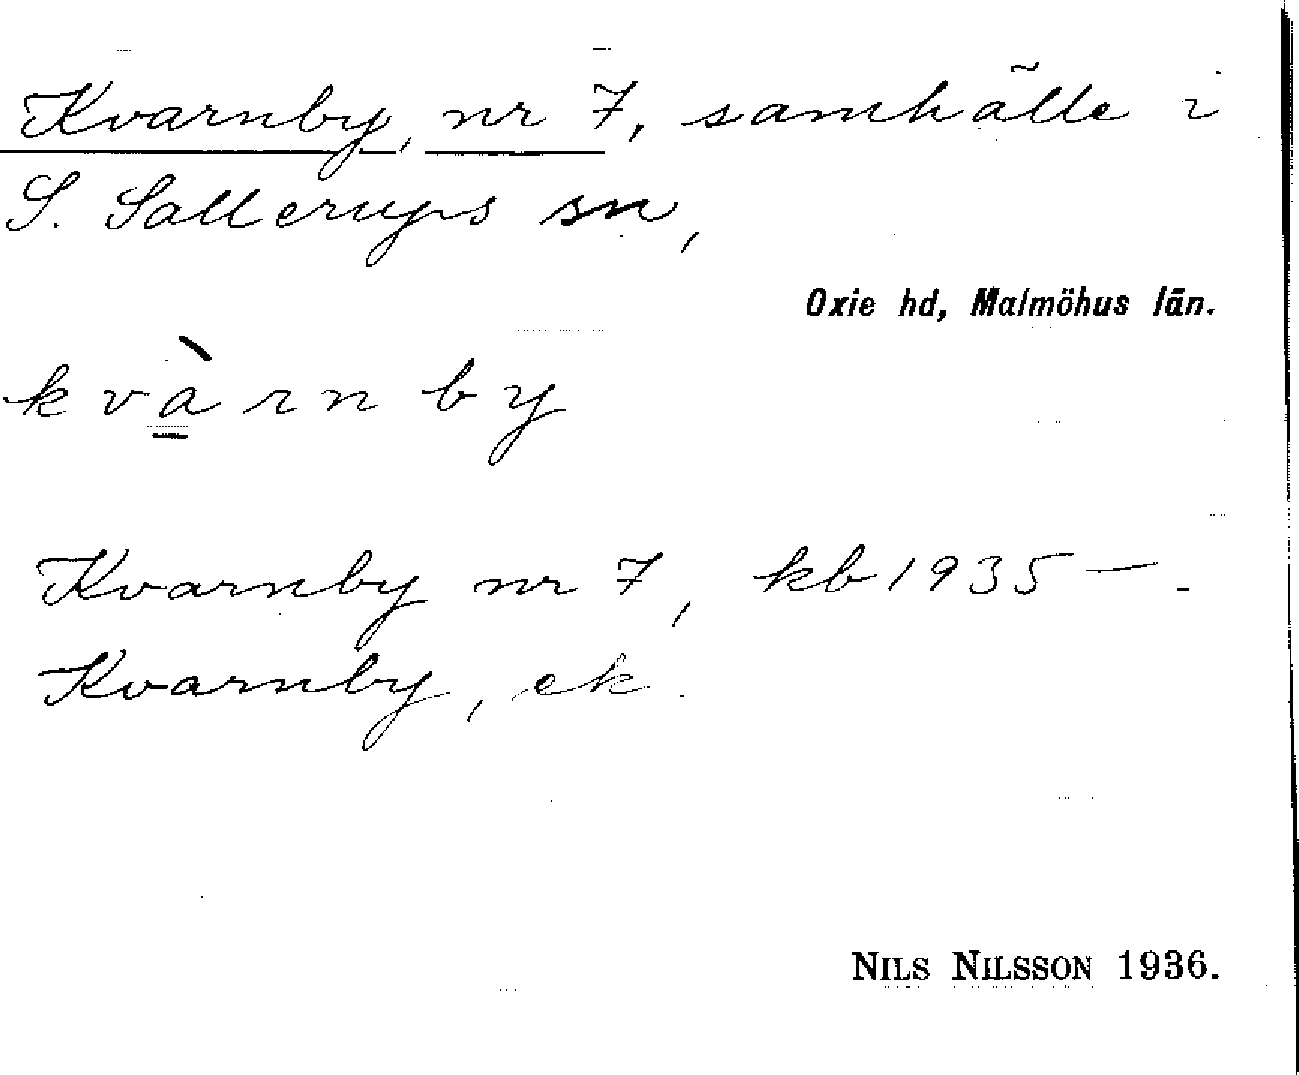 Kvarnby, nr 7, samhälle i
S. Sallerups sn,
Oxie hd, Malmöhus län.
kvàrnby
Kvarnby nr 7, kb 1935 —.
Kvarnby, ek.
NILS NILSSON 1936.